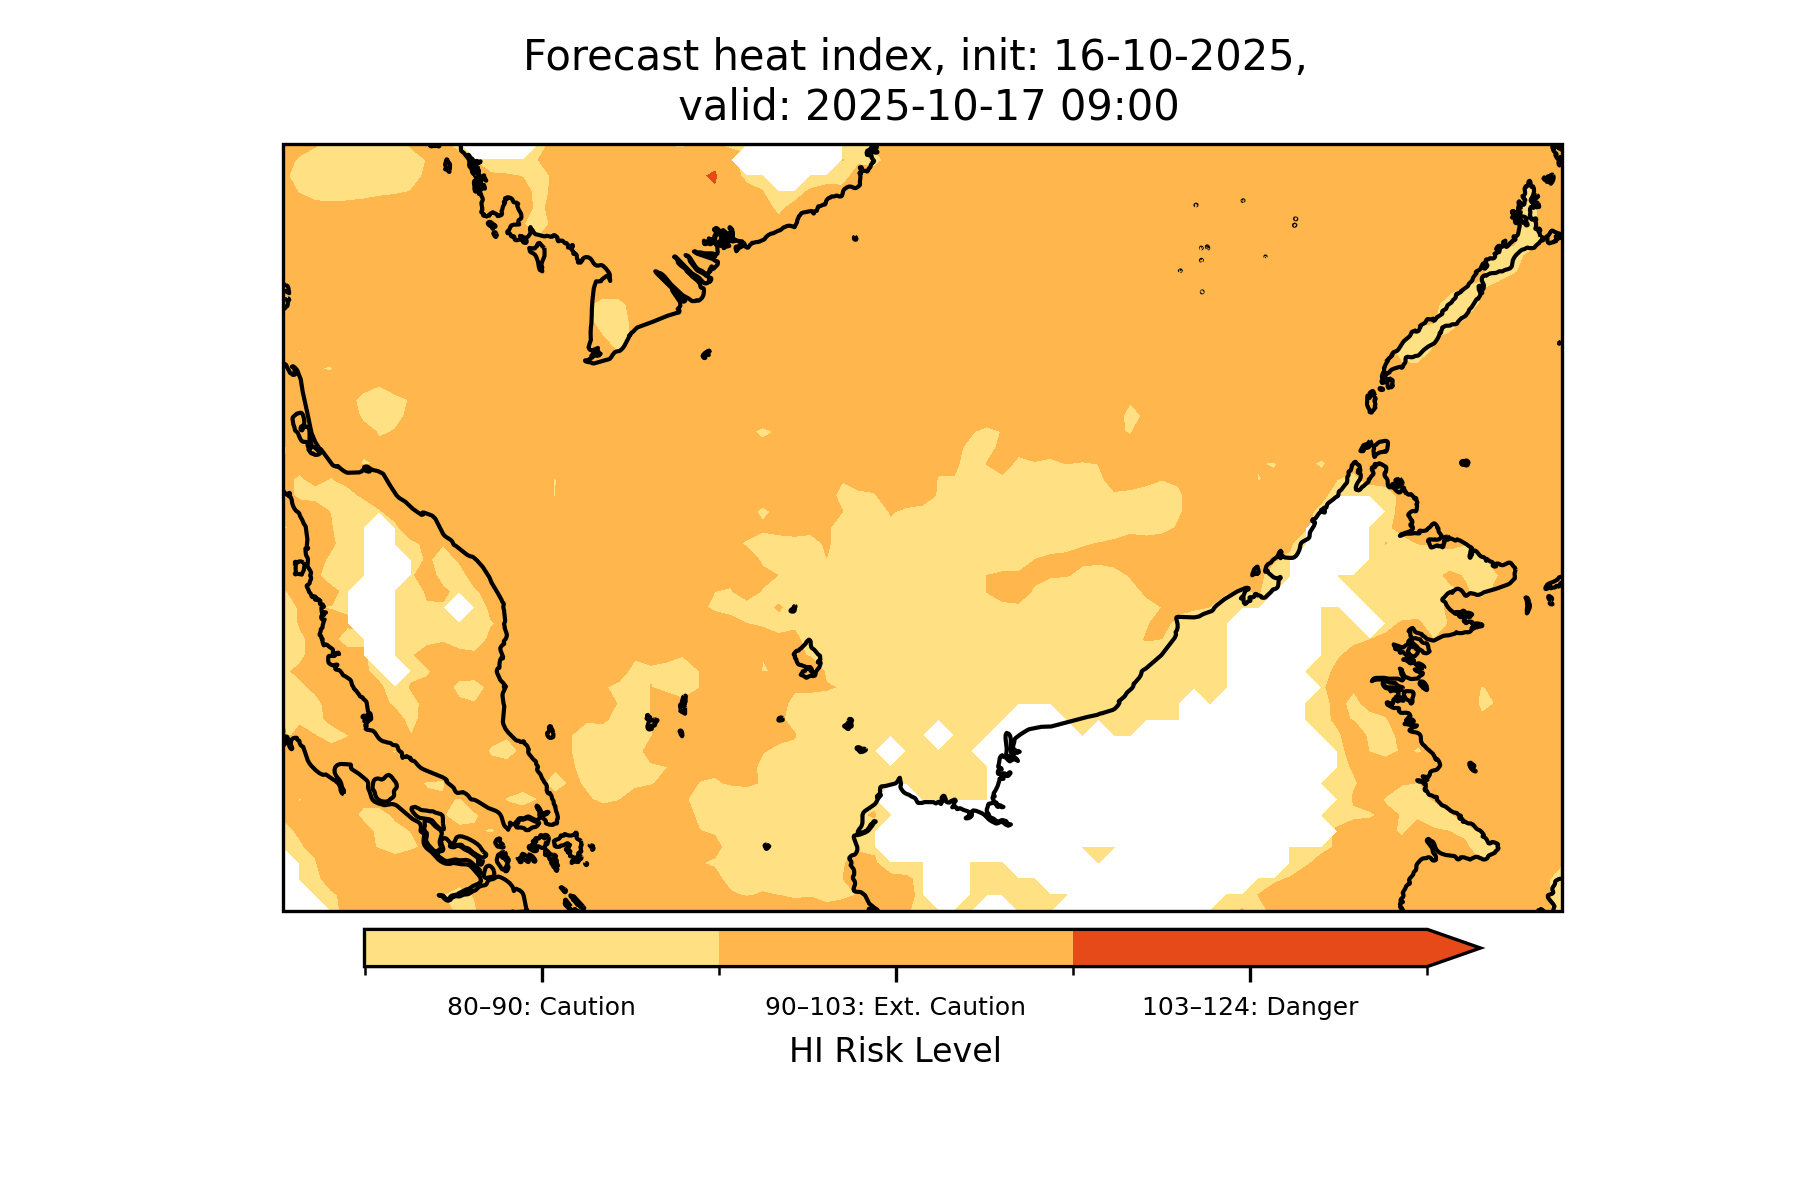 Forecast heat index, init: 16-10-2025,
valid: 2025-10-17 09:00
80–90: Caution
90–103: Ext. Caution
103–124: Danger
HI Risk Level